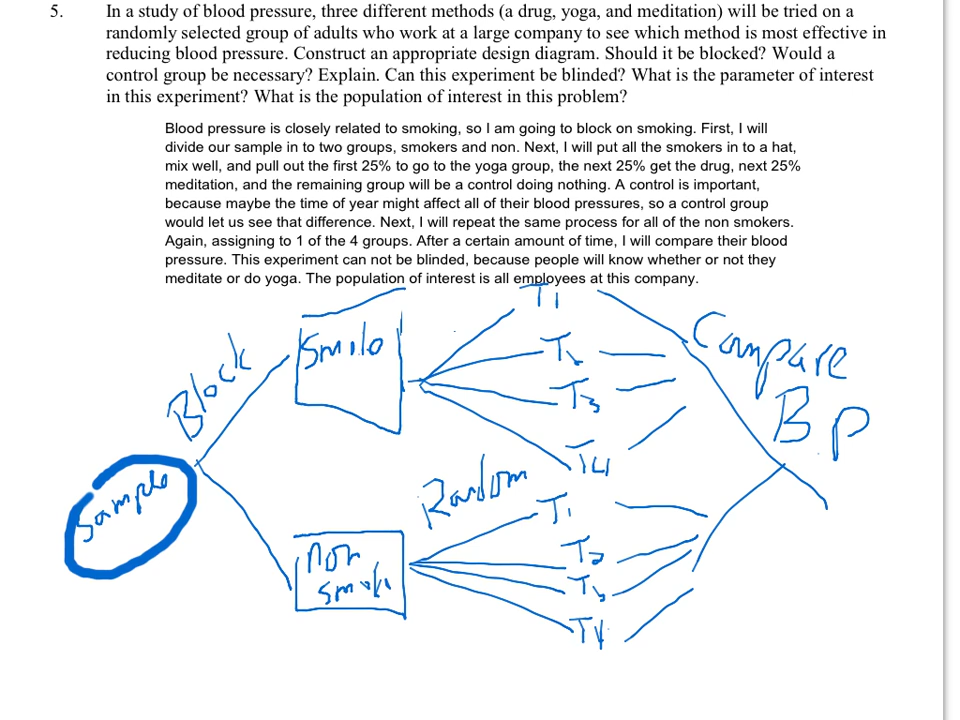 5. In a study of blood pressure, three different methods (a drug, yoga, and meditation) will be tried on a
randomly selected group of adults who work at a large company to see which method is most effective in
reducing blood pressure. Construct an appropriate design diagram. Should it be blocked? Would a
control group be necessary? Explain. Can this experiment be blinded? What is the parameter of interest
in this experiment? What is the population of interest in this problem?
Blood pressure is closely related to smoking, so I am going to block on smoking. First, I will
divide our sample in to two groups, smokers and non. Next, I will put all the smokers in to a hat,
mix well, and pull out the first 25% to go to the yoga group, the next 25% get the drug, next 25%
meditation, and the remaining group will be a control doing nothing. A control is important,
because maybe the time of year might affect all of their blood pressures, so a control group
would let us see that difference. Next, I will repeat the same process for all of the non smokers.
Again, assigning to 1 of the 4 groups. After a certain amount of time, I will compare their blood
pressure. This experiment can not be blinded, because people will know whether or not they
meditate or do yoga. The population of interest is all employees at this company.
Sample
Block
T1
T3
T4
Random
Non
T1
T2
T4
Compare
BP